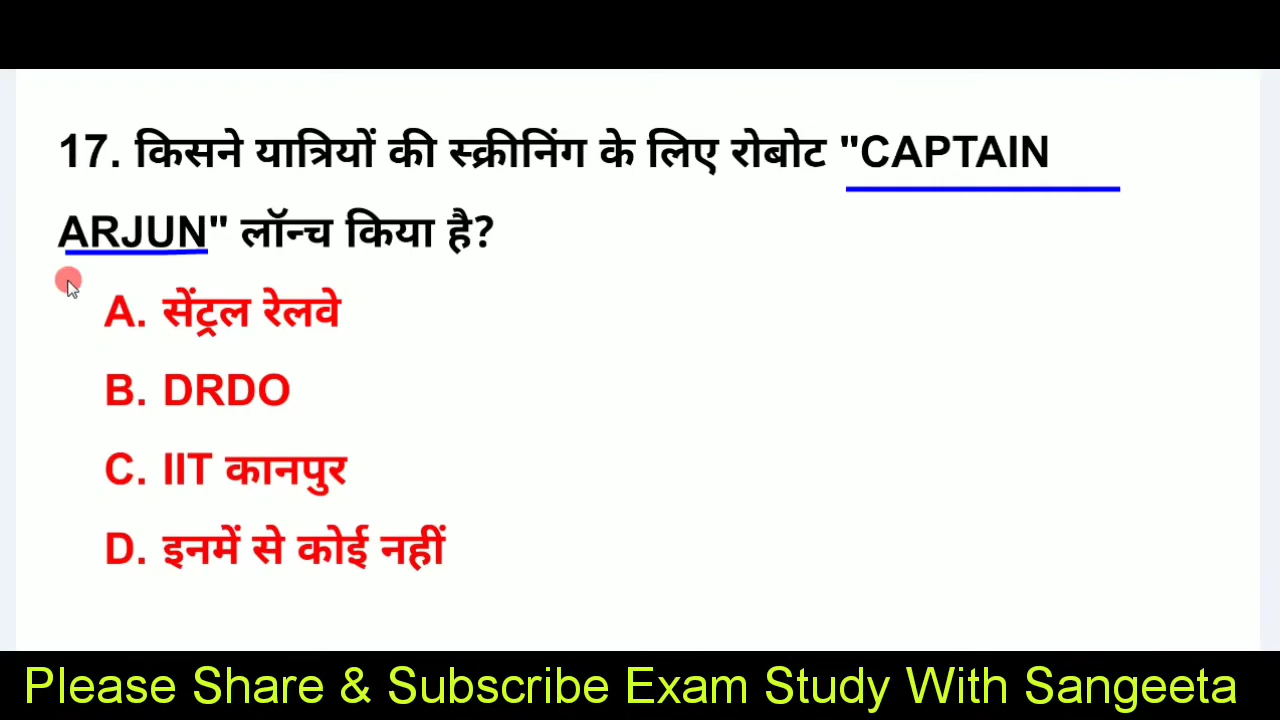 17. किसने यात्रियों की स्क्रीनिंग के लिए रोबोट "CAPTAIN
ARJUN" लॉन्च किया है?
A. सेंट्रल रेलवे
B. DRDO
C. IIT कानपुर
D. इनमें से कोई नहीं
Please Share & Subscribe Exam Study With Sangeeta